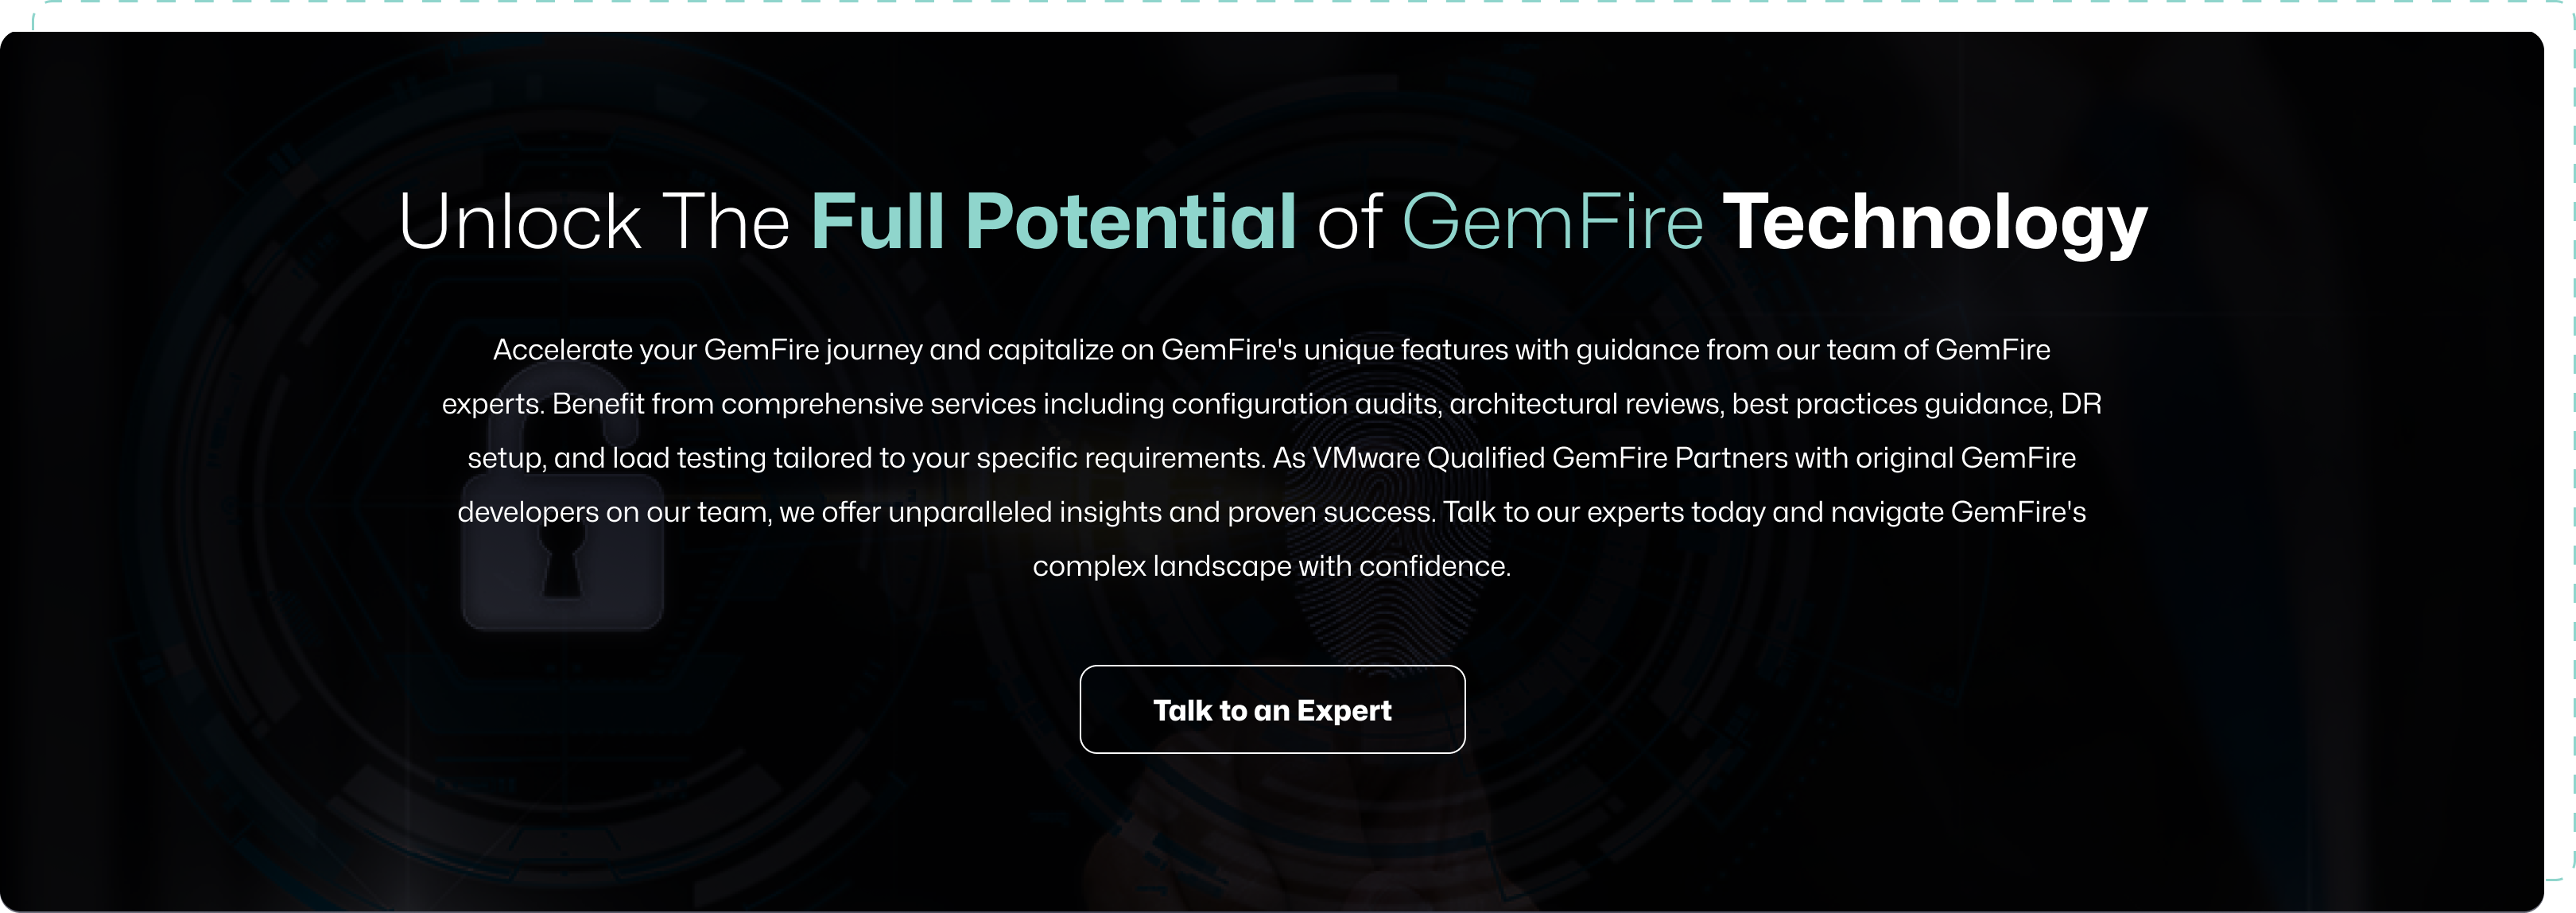 Unlock The Full Potential of GemFire Technology
Accelerate your GemFire journey and capitalize on GemFire's unique features with guidance from our team of GemFire
experts. Benefit from comprehensive services including configuration audits, architectural reviews, best practices guidance, DR
setup, and load testing tailored to your specific requirements. As VMware Qualified GemFire Partners with original GemFire
developers on our team, we offer unparalleled insights and proven success. Talk to our experts today and navigate GemFire's
complex landscape with confidence.
Talk to an Expert